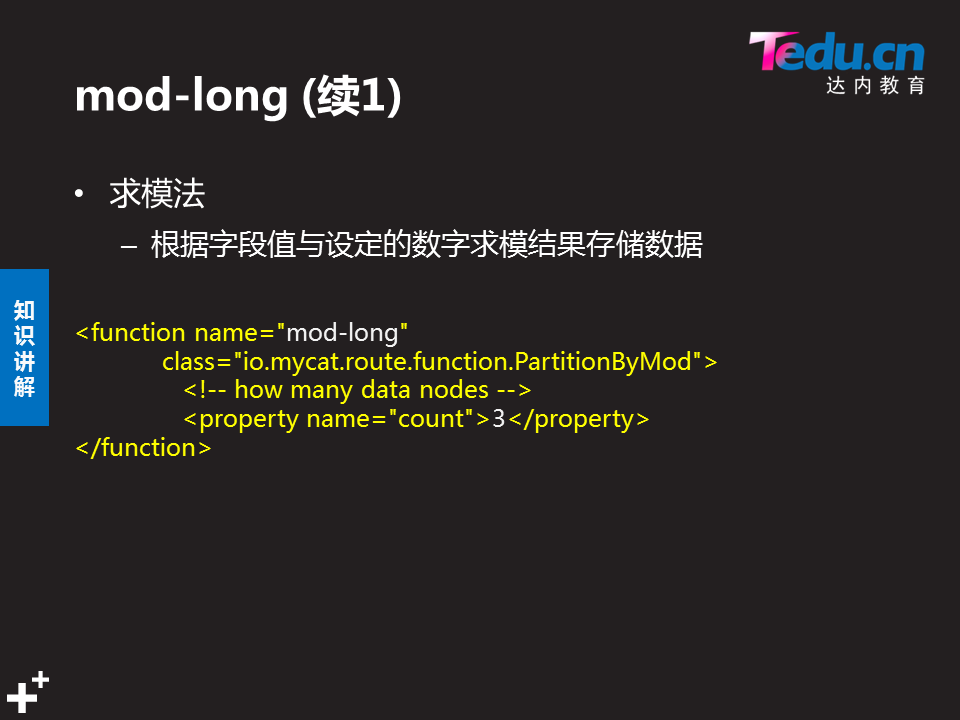 Tedu.cn
达内教育
mod-long (续1)
• 求模法
– 根据字段值与设定的数字求模结果存储数据
知
识
讲
解
<function name="mod-long"
class="io.mycat.route.function.PartitionByMod">
<!-- how many data nodes -->
<property name="count">3</property>
</function>